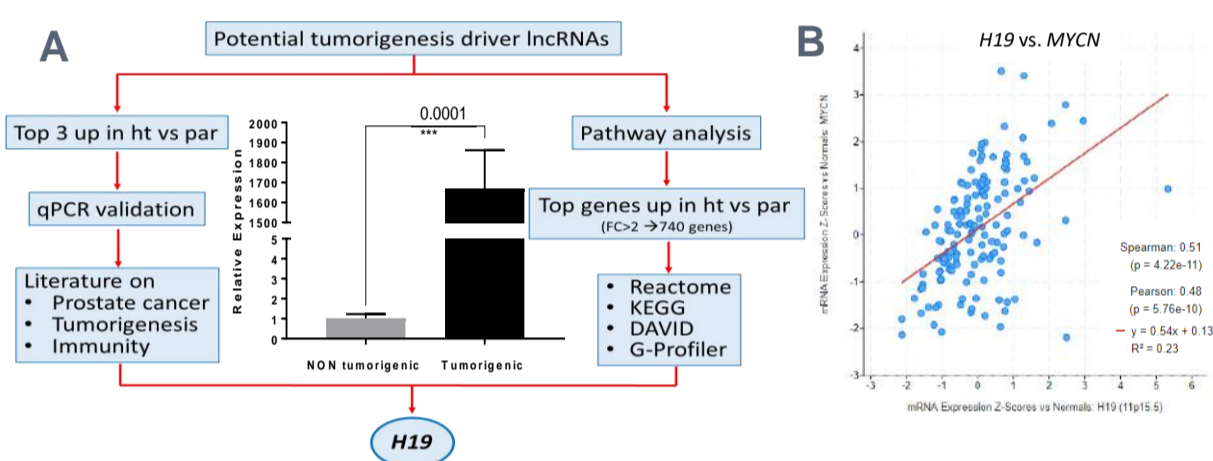 A
Potential tumorigenesis driver lncRNAs
Top 3 up in ht vs par
qPCR validation
Literature on
• Prostate cancer
• Tumorigenesis
• Immunity
0.0001
***
Relative Expression
2000
1900
1800
1700
1600
1500
5
4
3
2
1
0
NON tumorigenic
Tumorigenic
Pathway analysis
Top genes up in ht vs par
(FC>2 →740 genes)
• Reactome
• KEGG
• DAVID
• G-Profiler
H19
B
H19 vs. MYCN
mRNA Expression Z-Scores vs Normals: MYCN
4
3
2
1
0
-1
-2
-3
-3 -2 -1 0 1 2 3 4 5 6
mRNA Expression Z-Scores vs Normals: H19 (11p15.5)
Spearman: 0.51
(p = 4.22e-11)
Pearson: 0.48
(p = 5.76e-10)
y = 0.54x + 0.13
R² = 0.23